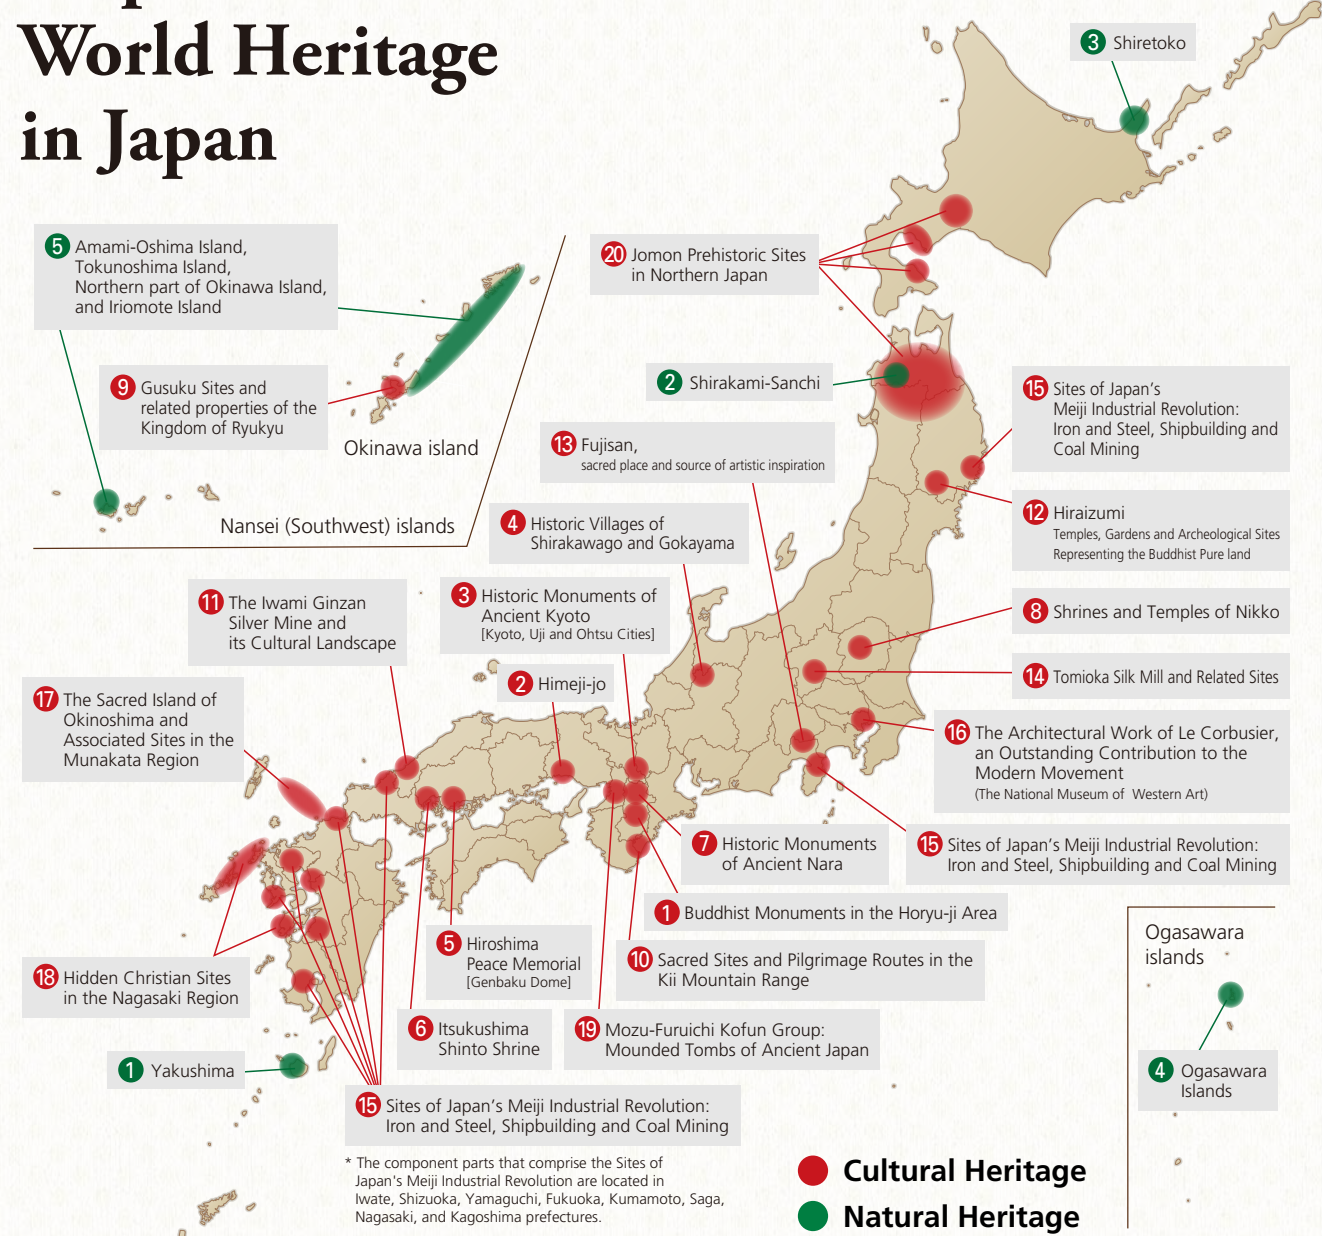 World Heritage
in Japan
3 Shiretoko
5 Amami-Oshima Island,
Tokunoshima Island,
Northern part of Okinawa Island,
and Iriomote Island
20 Jomon Prehistoric Sites
in Northern Japan
9 Gusuku Sites and
related properties of the
Kingdom of Ryukyu
Okinawa island
Nansei (Southwest) islands
2 Shirakami-Sanchi
15 Sites of Japan's
Meiji Industrial Revolution:
Iron and Steel, Shipbuilding and
Coal Mining
13 Fujisan,
sacred place and source of artistic inspiration
4 Historic Villages of
Shirakawago and Gokayama
12 Hiraizumi
Temples, Gardens and Archeological Sites
Representing the Buddhist Pure land
11 The Iwami Ginzan
Silver Mine and
its Cultural Landscape
3 Historic Monuments of
Ancient Kyoto
[Kyoto, Uji and Ohtsu Cities]
8 Shrines and Temples of Nikko
2 Himeji-jo
14 Tomioka Silk Mill and Related Sites
17 The Sacred Island of
Okinoshima and
Associated Sites in the
Munakata Region
16 The Architectural Work of Le Corbusier,
an Outstanding Contribution to the
Modern Movement
(The National Museum of Western Art)
7 Historic Monuments
of Ancient Nara
15 Sites of Japan's Meiji Industrial Revolution:
Iron and Steel, Shipbuilding and Coal Mining
1 Buddhist Monuments in the Horyu-ji Area
5 Hiroshima
Peace Memorial
[Genbaku Dome]
10 Sacred Sites and Pilgrimage Routes in the
Kii Mountain Range
Ogasawara
islands
18 Hidden Christian Sites
in the Nagasaki Region
6 Itsukushima
Shinto Shrine
19 Mozu-Furuichi Kofun Group:
Mounded Tombs of Ancient Japan
1 Yakushima
4 Ogasawara
Islands
15 Sites of Japan's Meiji Industrial Revolution:
Iron and Steel, Shipbuilding and Coal Mining
* The component parts that comprise the Sites of
Japan's Meiji Industrial Revolution are located in
Iwate, Shizuoka, Yamaguchi, Fukuoka, Kumamoto, Saga,
Nagasaki, and Kagoshima prefectures.
Cultural Heritage
Natural Heritage